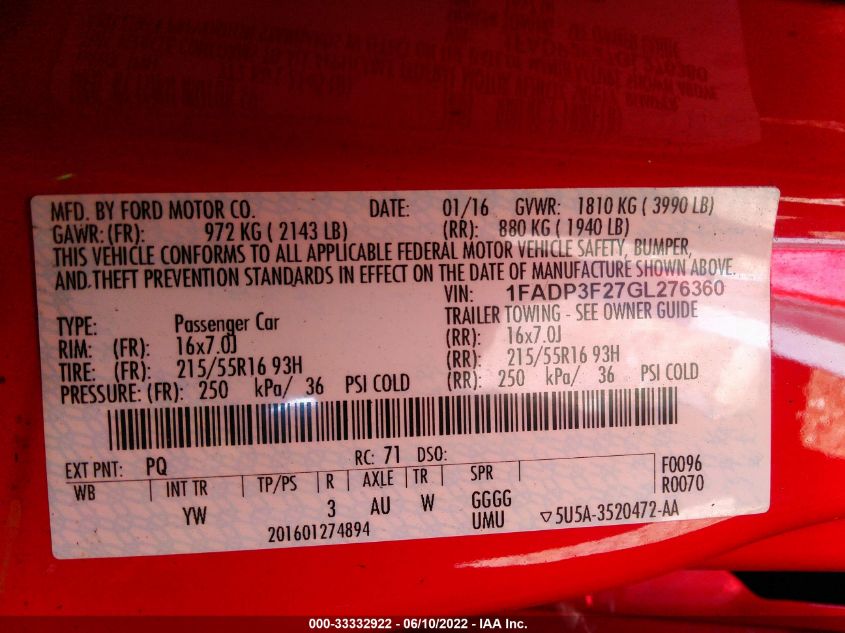 MFD. BY FORD MOTOR CO. DATE: 01/16 GVWR: 1810 KG ( 3990 LB)
GAWR: (FR): 972 KG ( 2143 LB) (RR): 880 KG ( 1940 LB)
THIS VEHICLE CONFORMS TO ALL APPLICABLE FEDERAL MOTOR VEHICLE SAFETY, BUMPER,
AND.THEFT PREVENTION STANDARDS IN EFFECT ON THE DATE OF MANUFACTURE SHOWN ABOVE.
VIN: 1FADP3F27GL276360
TYPE: Passenger Car TRAILER TOWING - SEE OWNER GUIDE
RIM: (FR): 16x7.0J (RR): 16x7.0J
TIRE: (FR): 215/55R16 93H (RR): 215/55R16 93H
PRESSURE: (FR): 250 kPa/ 36 PSI COLD (RR): 250 kPa/ 36 PSI COLD
EXT PNT: PQ RC: 71 DSO: F0096
WB INT TR TP/PS R AXLE TR SPR R0070
YW 3 AU W GGGG
201601274894 UMU ▽5U5A-3520472-AA
000-33332922 - 06/10/2022 - IAA Inc.